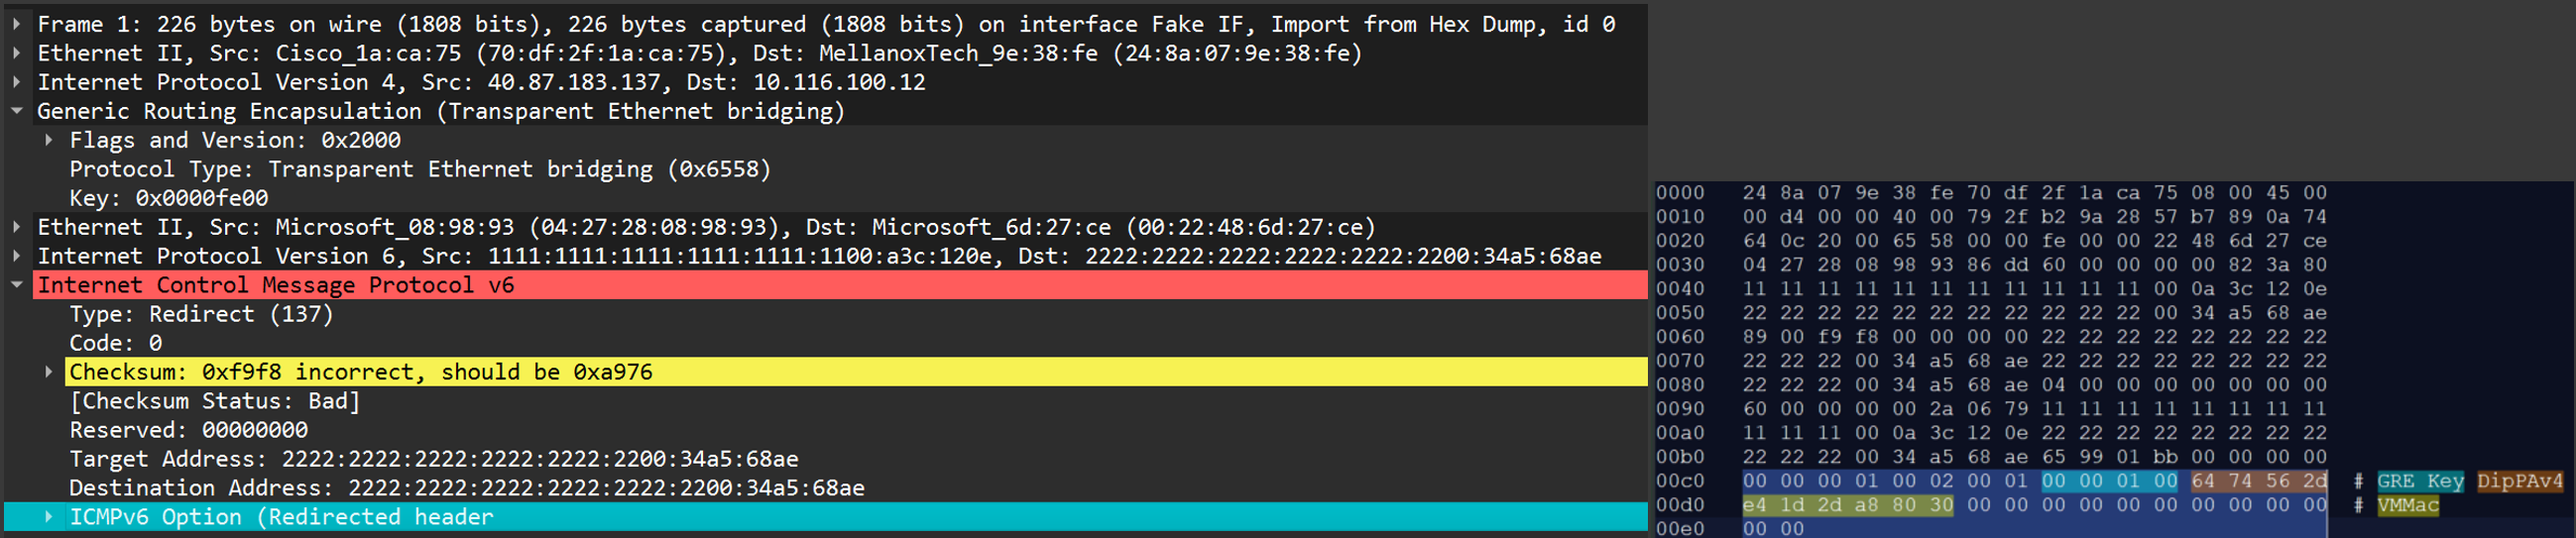 Frame 1: 226 bytes on wire (1808 bits), 226 bytes captured (1808 bits) on interface Fake IF, Import from Hex Dump, id 0
Ethernet II, Src: Cisco_1a:ca:75 (70:df:2f:1a:ca:75), Dst: MellanoxTech_9e:38:fe (24:8a:07:9e:38:fe)
Internet Protocol Version 4, Src: 40.87.183.137, Dst: 10.116.100.12
Generic Routing Encapsulation (Transparent Ethernet bridging)
Flags and Version: 0x2000
Protocol Type: Transparent Ethernet bridging (0x6558)
Key: 0x0000fe00
Ethernet II, Src: Microsoft_08:98:93 (04:27:28:08:98:93), Dst: Microsoft_6d:27:ce (00:22:48:6d:27:ce)
Internet Protocol Version 6, Src: 1111:1111:1111:1111:1111:1100:a3c:120e, Dst: 2222:2222:2222:2222:2222:2200:34a5:68ae
Internet Control Message Protocol v6
Type: Redirect (137)
Code: 0
Checksum: 0xf9f8 incorrect, should be 0xa976
[Checksum Status: Bad]
Reserved: 00000000
Target Address: 2222:2222:2222:2222:2222:2200:34a5:68ae
Destination Address: 2222:2222:2222:2222:2222:2200:34a5:68ae
ICMPv6 Option (Redirected header
0000 24 8a 07 9e 38 fe 70 df 2f 1a ca 75 08 00 45 00
0010 00 d4 00 00 40 00 79 2f b2 9a 28 57 b7 89 0a 74
0020 64 0c 20 00 65 58 00 00 fe 00 00 22 48 6d 27 ce
0030 04 27 28 08 98 93 86 dd 60 00 00 00 00 82 3a 80
0040 11 11 11 11 11 11 11 11 11 11 11 00 0a 3c 12 0e
0050 22 22 22 22 22 22 22 22 22 22 22 00 34 a5 68 ae
0060 89 00 f9 f8 00 00 00 00 22 22 22 22 22 22 22 22
0070 22 22 22 00 34 a5 68 ae 22 22 22 22 22 22 22 22
0080 22 22 22 00 34 a5 68 ae 04 00 00 00 00 00 00 00
0090 60 00 00 00 00 2a 06 79 11 11 11 11 11 11 11 11
00a0 11 11 11 00 0a 3c 12 0e 22 22 22 22 22 22 22 22
00b0 22 22 22 00 34 a5 68 ae 65 99 01 bb 00 00 00 00
00c0 00 00 00 01 00 02 00 01 00 00 01 00 64 74 56 2d # GRE Key DipPAv4
00d0 e4 1d 2d a8 80 30 00 00 00 00 00 00 00 00 00 00 # VMMac
00e0 00 00